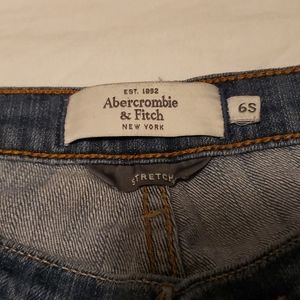 EST. 1892
Abercrombie
& Fitch
NEW YORK
6S
STRETCH